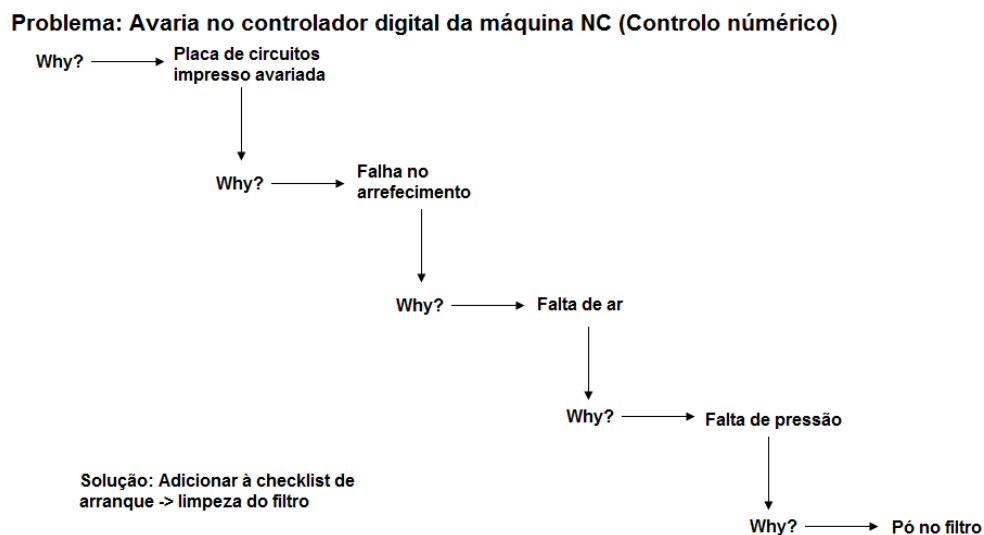 Problema: Avaria no controlador digital da máquina NC (Controlo númérico)
Why?
Placa de circuitos
impresso avariada
Why?
Falha no
arrefecimento
Why?
Falta de ar
Why?
Falta de pressão
Solução: Adicionar à checklist de
arranque -> limpeza do filtro
Why?
Pó no filtro